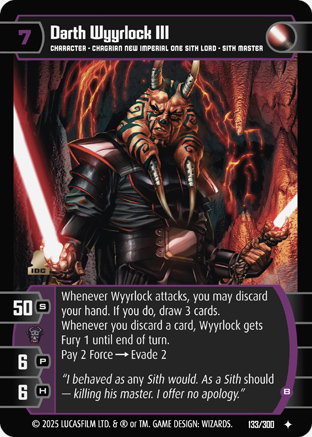 7
Darth Wyyrlock III
CHARACTER - CHAGRIAN NEW IMPERIAL ONE SITH LORD - SITH MASTER
IDC
50 S
Whenever Wyyrlock attacks, you may discard
your hand. If you do, draw 3 cards.
Whenever you discard a card, Wyyrlock gets
Fury 1 until end of turn.
6 P
Pay 2 Force → Evade 2
6 H
"I behaved as any Sith would. As a Sith should
– killing his master. I offer no apology."
B
© 2025 LUCASFILM LTD. & ® or TM. GAME DESIGN: WIZARDS.
133/300